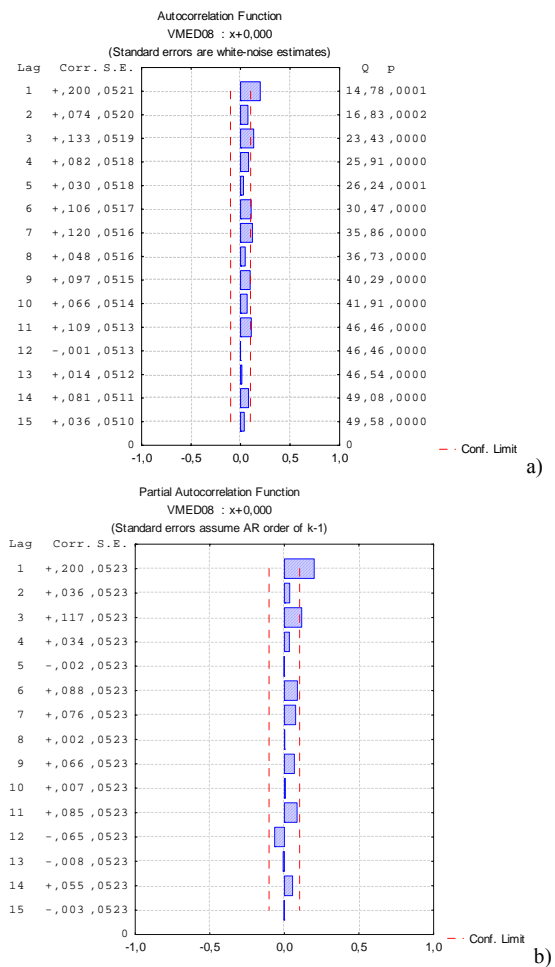 Autocorrelation Function
VMED08 : x+0,000
(Standard errors are white-noise estimates)
Lag Corr. S.E. Q p
1 +,200 ,0521 14,78 ,0001
2 +,074 ,0520 16,83 ,0002
3 +,133 ,0519 23,43 ,0000
4 +,082 ,0518 25,91 ,0000
5 +,030 ,0518 26,24 ,0001
6 +,106 ,0517 30,47 ,0000
7 +,120 ,0516 35,86 ,0000
8 +,048 ,0516 36,73 ,0000
9 +,097 ,0515 40,29 ,0000
10 +,066 ,0514 41,91 ,0000
11 +,109 ,0513 46,46 ,0000
12 -,001 ,0513 46,46 ,0000
13 +,014 ,0512 46,54 ,0000
14 +,081 ,0511 49,08 ,0000
15 +,036 ,0510 49,58 ,0000
0 0
-1,0 -0,5 0,0 0,5 1,0
Conf. Limit
a)
Partial Autocorrelation Function
VMED08 : x+0,000
(Standard errors assume AR order of k-1)
Lag Corr. S.E.
1 +,200 ,0523
2 +,036 ,0523
3 +,117 ,0523
4 +,034 ,0523
5 -,002 ,0523
6 +,088 ,0523
7 +,076 ,0523
8 +,002 ,0523
9 +,066 ,0523
10 +,007 ,0523
11 +,085 ,0523
12 -,065 ,0523
13 -,008 ,0523
14 +,055 ,0523
15 -,003 ,0523
0
-1,0 -0,5 0,0 0,5 1,0
Conf. Limit
b)